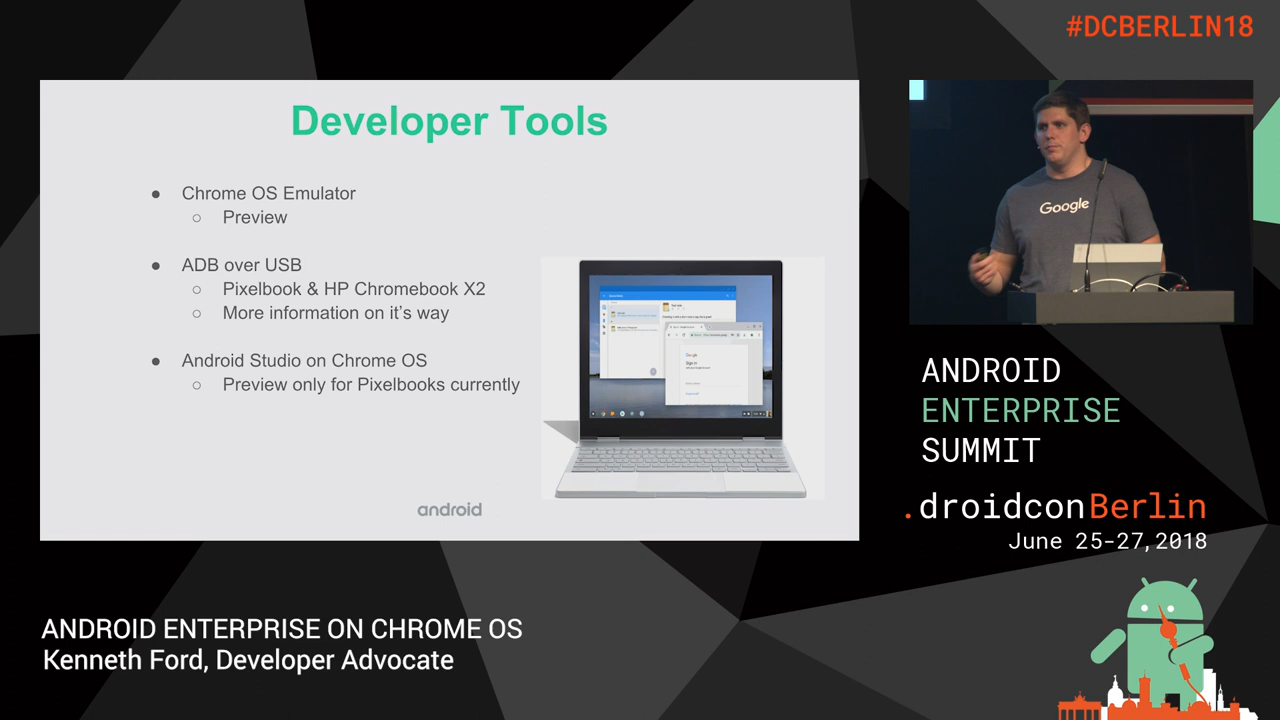 #DCBERLIN18
Developer Tools
● Chrome OS Emulator
○ Preview
● ADB over USB
○ Pixelbook & HP Chromebook X2
○ More information on it's way
● Android Studio on Chrome OS
○ Preview only for Pixelbooks currently
android
Google
ANDROID
ENTERPRISE
SUMMIT
.droidconBerlin
June 25-27,2018
ANDROID ENTERPRISE ON CHROME OS
Kenneth Ford, Developer Advocate